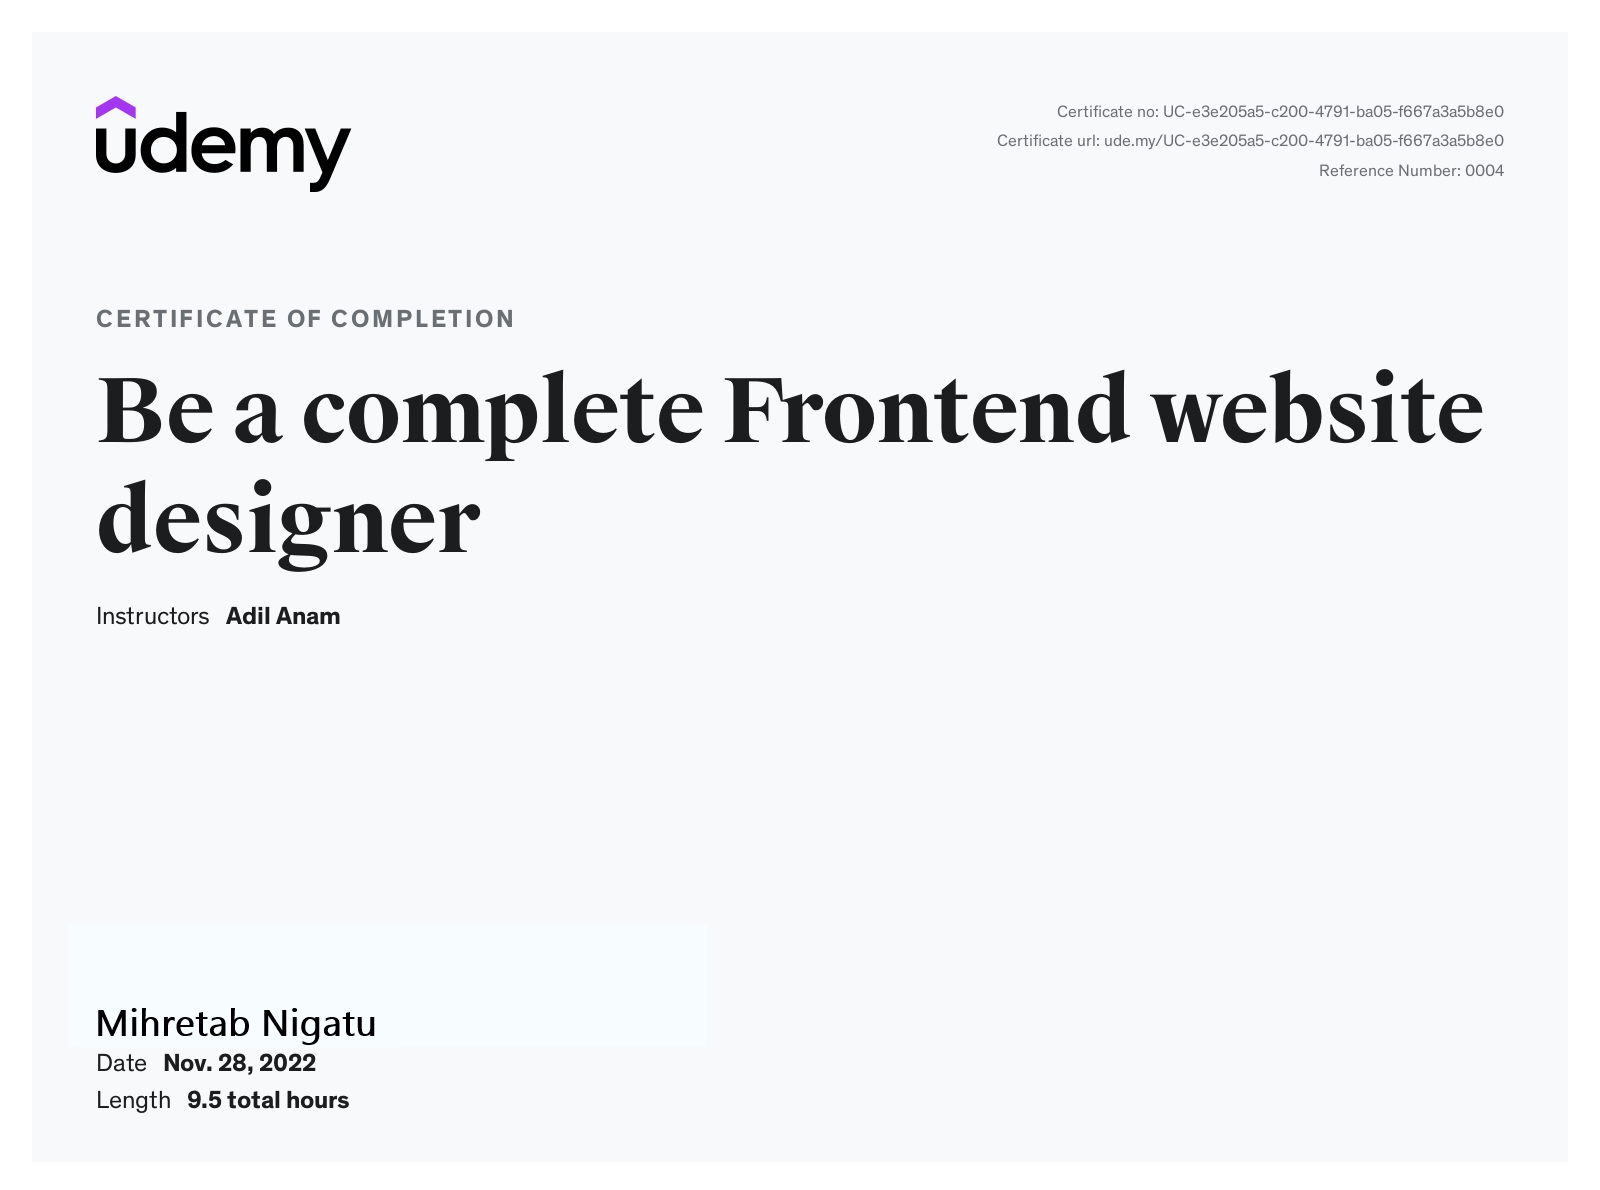 udemy
Certificate no: UC-e3e205a5-c200-4791-ba05-f667a3a5b8e0
Certificate url: ude.my/UC-e3e205a5-c200-4791-ba05-f667a3a5b8e0
Reference Number: 0004
CERTIFICATE OF COMPLETION
Be a complete Frontend website
designer
Instructors Adil Anam
Mihretab Nigatu
Date Nov. 28, 2022
Length 9.5 total hours